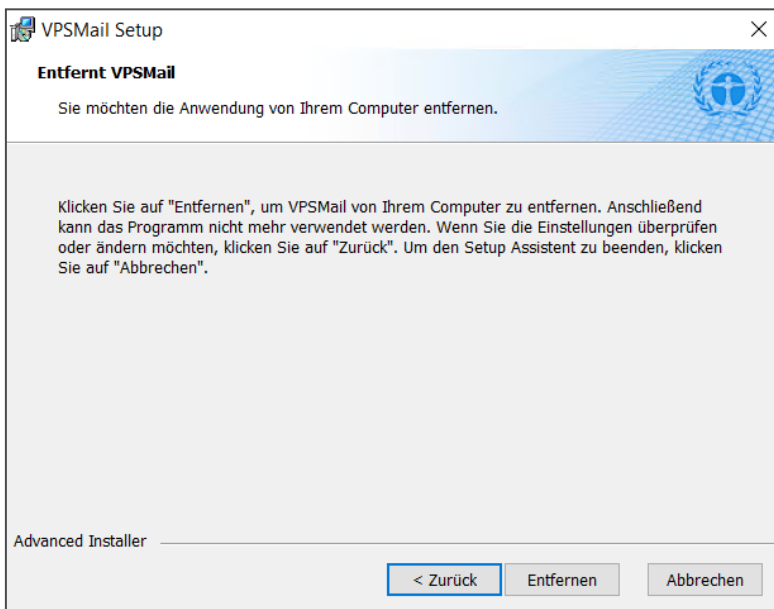 VPSMail Setup
Entfernt VPSMail
Sie möchten die Anwendung von Ihrem Computer entfernen.
Klicken Sie auf "Entfernen", um VPSMail von Ihrem Computer zu entfernen. Anschließend
kann das Programm nicht mehr verwendet werden. Wenn Sie die Einstellungen überprüfen
oder ändern möchten, klicken Sie auf "Zurück". Um den Setup Assistent zu beenden, klicken
Sie auf "Abbrechen".
Advanced Installer
< Zurück
Entfernen
Abbrechen